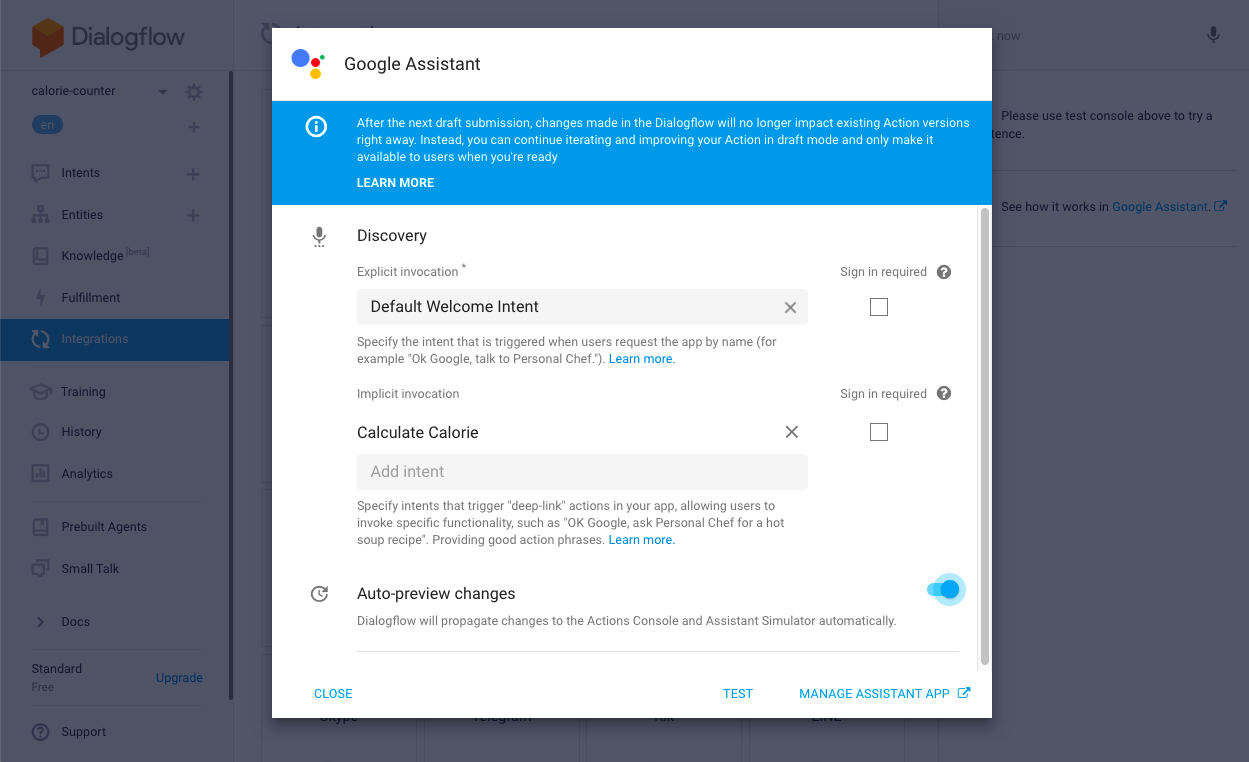 Dialogflow
now
Google Assistant
calorie-counter
en
After the next draft submission, changes made in the Dialogflow will no longer impact existing Action versions
right away. Instead, you can continue iterating and improving your Action in draft mode and only make it
available to users when you're ready
LEARN MORE
Please use test console above to try a
tence.
Intents
Entities
Knowledge [beta]
Fulfillment
Integrations
Training
History
Analytics
Prebuilt Agents
Small Talk
Docs
Standard
Free
Upgrade
Support
See how it works in Google Assistant.
Discovery
Explicit invocation *
Sign in required
Default Welcome Intent
Specify the intent that is triggered when users request the app by name (for
example "Ok Google, talk to Personal Chef."). Learn more.
Implicit invocation
Sign in required
Calculate Calorie
Add intent
Specify intents that trigger "deep-link" actions in your app, allowing users to
invoke specific functionality, such as "OK Google, ask Personal Chef for a hot
soup recipe". Providing good action phrases. Learn more.
Auto-preview changes
Dialogflow will propagate changes to the Actions Console and Assistant Simulator automatically.
CLOSE
TEST
MANAGE ASSISTANT APP
Skype
Telegram
Kik
LINE